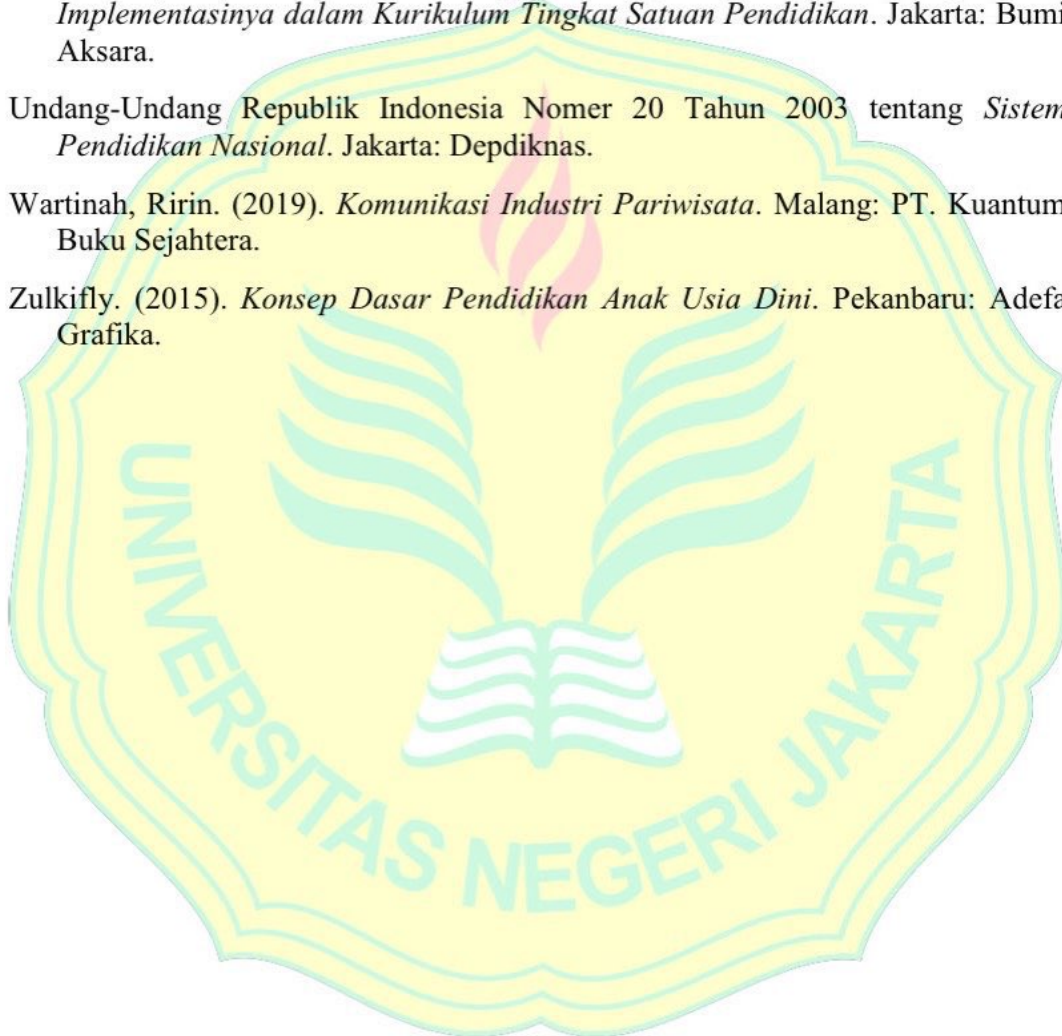 Implementasinya dalam Kurikulum Tingkat Satuan Pendidikan. Jakarta: Bumi
Aksara.
Undang-Undang Republik Indonesia Nomer 20 Tahun 2003 tentang Sistem
Pendidikan Nasional. Jakarta: Depdiknas.
Wartinah, Ririn. (2019). Komunikasi Industri Pariwisata. Malang: PT. Kuantum
Buku Sejahtera.
Zulkifly. (2015). Konsep Dasar Pendidikan Anak Usia Dini. Pekanbaru: Adefa
Grafika.
UNIVERSITAS NEGERI JAKARTA